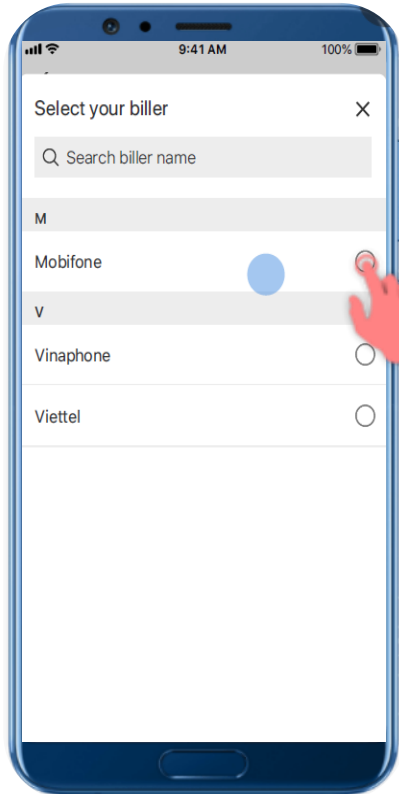 9:41 AM
100%
Select your biller
Search biller name
M
Mobifone
V
Vinaphone
Viettel